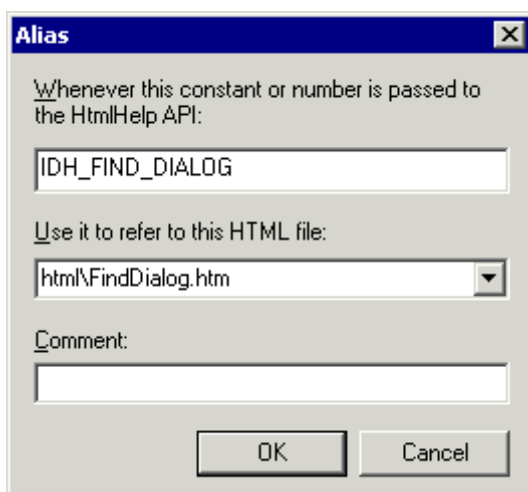 Alias
Whenever this constant or number is passed to
the HtmlHelp API:
IDH_FIND_DIALOG
Use it to refer to this HTML file:
html\FindDialog.htm
Comment:
OK Cancel